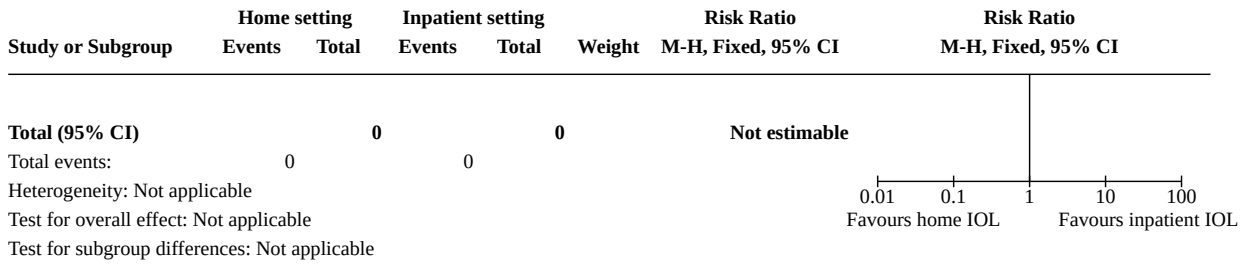 Home setting Inpatient setting Risk Ratio Risk Ratio
Study or Subgroup Events Total Events Total Weight M-H, Fixed, 95% CI M-H, Fixed, 95% CI
Total (95% CI) 0 0 Not estimable
Total events: 0 0
Heterogeneity: Not applicable 0.01 0.1 1 10 100
Test for overall effect: Not applicable Favours home IOL Favours inpatient IOL
Test for subgroup differences: Not applicable